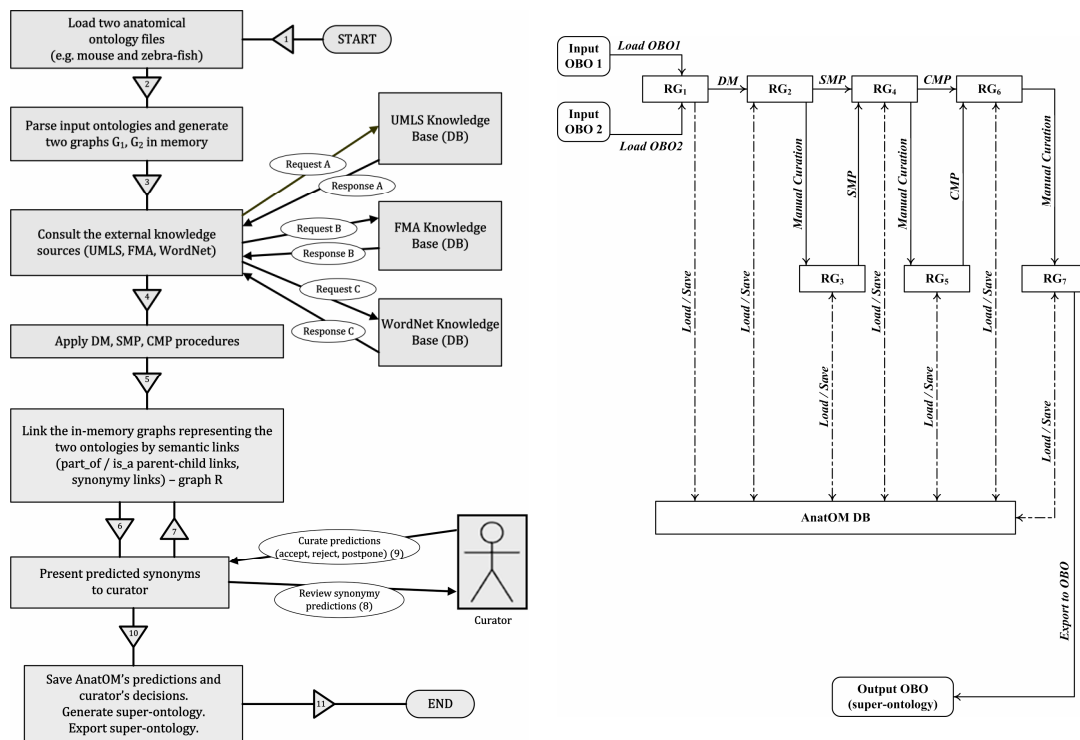 Load two anatomical
ontology files
(e.g. mouse and zebra-fish)
1
START
2
Parse input ontologies and generate
two graphs G₁, G₂ in memory
3
Consult the external knowledge
sources (UMLS, FMA, WordNet)
UMLS Knowledge
Base (DB)
Request A
Response A
FMA Knowledge
Base (DB)
Request B
Response B
WordNet Knowledge
Base (DB)
Request C
Response C
4
Apply DM, SMP, CMP procedures
5
Link the in-memory graphs representing the
two ontologies by semantic links
(part_of / is_a parent-child links,
synonymy links) – graph R
6
7
Present predicted synonyms
to curator
Curate predictions
(accept, reject, postpone) (9)
Review synonymy
predictions (8)
Curator
10
Save AnatOM's predictions and
curator's decisions.
Generate super-ontology.
Export super-ontology.
11
END
Input
OBO 1
Load OBO1
Input
OBO 2
Load OBO2
RG₁
DM
RG₂
SMP
RG₄
CMP
RG₆
Manual Curation
SMP
Manual Curation
CMP
Manual Curation
RG₃
RG₅
RG₇
Load / Save
Load / Save
Load / Save
Load / Save
Load / Save
Load / Save
Load / Save
AnatOM DB
Export to OBO
Output OBO
(super-ontology)